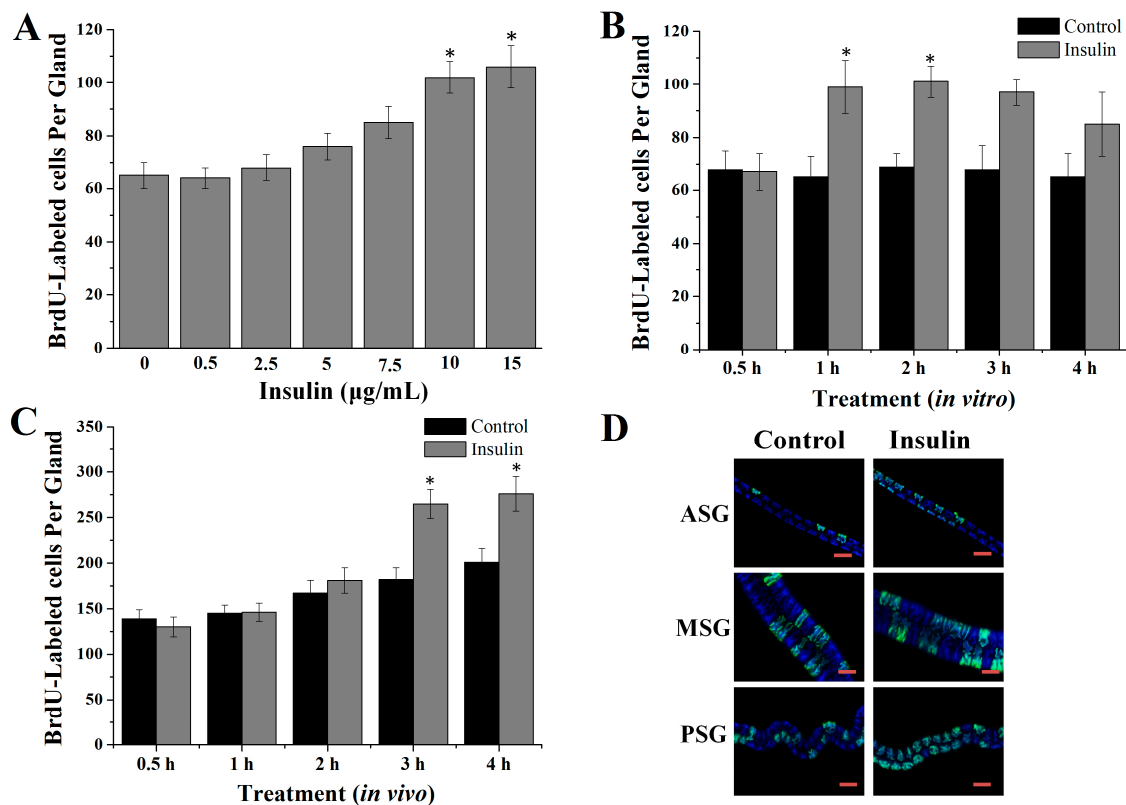 A
BrdU-Labeled cells Per Gland
120
100
80
60
40
20
0
* *
0 0.5 2.5 5 7.5 10 15
Insulin (μg/mL)
B
BrdU-Labeled cells Per Gland
120
100
80
60
40
20
0
Control
Insulin
* *
0.5 h 1 h 2 h 3 h 4 h
Treatment (in vitro)
C
BrdU-Labeled cells Per Gland
350
300
250
200
150
100
50
0
Control
Insulin
* *
0.5 h 1 h 2 h 3 h 4 h
Treatment (in vivo)
D
Control Insulin
ASG
MSG
PSG